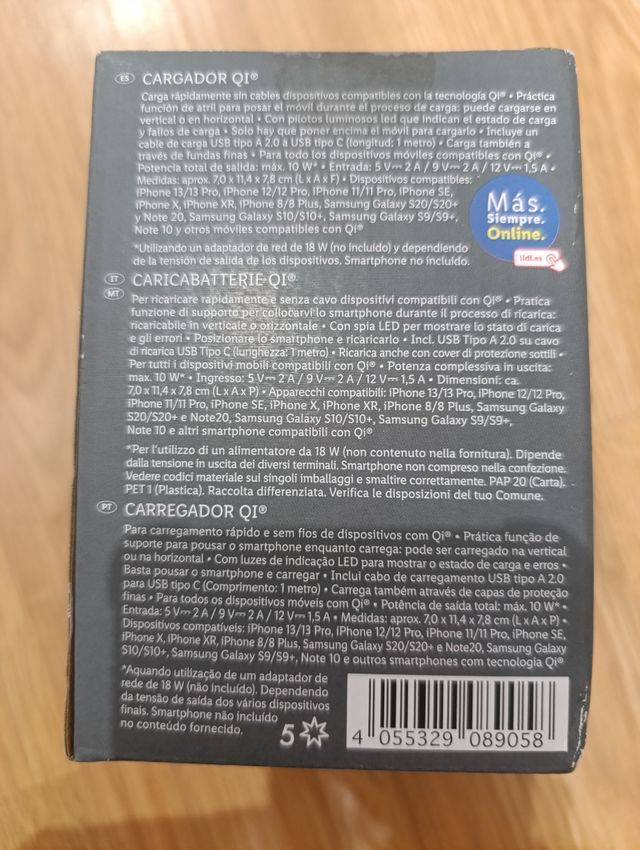 ES CARGADOR QI®
Carga rápidamente sin cables dispositivos compatibles con la tecnología Qi® • Práctica
función de atril para posar el móvil durante el proceso de carga: puede cargarse en
vertical o en horizontal • Con pilotos luminosos led que indican el estado de carga
y fallos de carga • Solo hay que poner encima el móvil para cargarlo • Incluye un
cable de carga USB tipo A 2.0 a USB tipo C (longitud: 1 metro) • Carga también a
través de fundas finas • Para todo los dispositivos móviles compatibles con Qi® •
Potencia total de salida: máx. 10 W* • Entrada: 5 V⎓ 2 A / 9 V⎓ 2 A / 12 V⎓ 1,5 A •
Medidas: aprox. 7,0 x 11,4 x 7,8 cm (L x A x F) • Dispositivos compatibles:
iPhone 13/13 Pro, iPhone 12/12 Pro, iPhone 11/11 Pro, iPhone SE,
iPhone X, iPhone XR, iPhone 8/8 Plus, Samsung Galaxy S20/S20+
y Note 20, Samsung Galaxy S10/S10+, Samsung Galaxy S9/S9+,
Note 10 y otros móviles compatibles con Qi®
*Utilizando un adaptador de red de 18 W (no incluido) y dependiendo
de la tensión de salida de los dispositivos. Smartphone no incluido.
Más.
Siempre.
Online.
lidl.es
IT MT CARICABATTERIE QI®
Per ricaricare rapidamente e senza cavo dispositivi compatibili con Qi® • Pratica
funzione di supporto per collocarvi lo smartphone durante il processo di ricarica:
ricaricabile in verticale o orizzontale • Con spia LED per mostrare lo stato di carica
e gli errori • Posizionare lo smartphone e ricaricarlo • Incl. USB Tipo A 2.0 su cavo
di ricarica USB Tipo C (lunghezza: 1 metro) • Ricarica anche con cover di protezione sottili •
Per tutti i dispositivi mobili compatibili con Qi® • Potenza complessiva in uscita:
max. 10 W* • Ingresso: 5 V⎓ 2 A / 9 V⎓ 2 A / 12 V⎓ 1,5 A • Dimensioni: ca.
7,0 x 11,4 x 7,8 cm (L x A x P) • Apparecchi compatibili: iPhone 13/13 Pro, iPhone 12/12 Pro,
iPhone 11/11 Pro, iPhone SE, iPhone X, iPhone XR, iPhone 8/8 Plus, Samsung Galaxy
S20/S20+ e Note20, Samsung Galaxy S10/S10+, Samsung Galaxy S9/S9+,
Note 10 e altri smartphone compatibili con Qi®
*Per l'utilizzo di un alimentatore da 18 W (non contenuto nella fornitura). Dipende
dalla tensione in uscita dei diversi terminali. Smartphone non compreso nella confezione.
Vedere codici materiale sui singoli imballaggi e smaltire correttamente. PAP 20 (Carta).
PET 1 (Plastica). Raccolta differenziata. Verifica le disposizioni del tuo Comune.
PT CARREGADOR QI®
Para carregamento rápido e sem fios de dispositivos com Qi® • Prática função de
suporte para pousar o smartphone enquanto carrega: pode ser carregado na vertical
ou na horizontal • Com luzes de indicação LED para mostrar o estado de carga e erros •
Basta pousar o smartphone e carregar • Inclui cabo de carregamento USB tipo A 2.0
para USB tipo C (Comprimento: 1 metro) • Carrega também através de capas de proteção
finas • Para todos os dispositivos móveis com Qi® • Potência de saída total: máx. 10 W* •
Entrada: 5 V⎓ 2 A / 9 V⎓ 2 A / 12 V⎓ 1,5 A • Medidas: aprox. 7,0 x 11,4 x 7,8 cm (L x A x P) •
Dispositivos compatíveis: iPhone 13/13 Pro, iPhone 12/12 Pro, iPhone 11/11 Pro, iPhone SE,
iPhone X, iPhone XR, iPhone 8/8 Plus, Samsung Galaxy S20/S20+ e Note20, Samsung Galaxy
S10/S10+, Samsung Galaxy S9/S9+, Note 10 e outros smartphones com tecnologia Qi®
*Aquando utilização de um adaptador de
rede de 18 W (não incluído). Dependendo
da tensão de saída dos vários dispositivos
finais. Smartphone não incluído
no conteúdo fornecido.
5
4 055329 089058